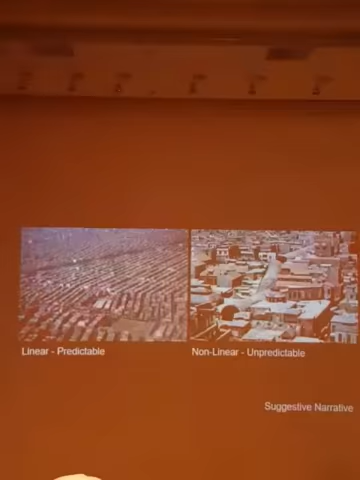 Linear - Predictable
Non-Linear - Unpredictable
Suggestive Narrative